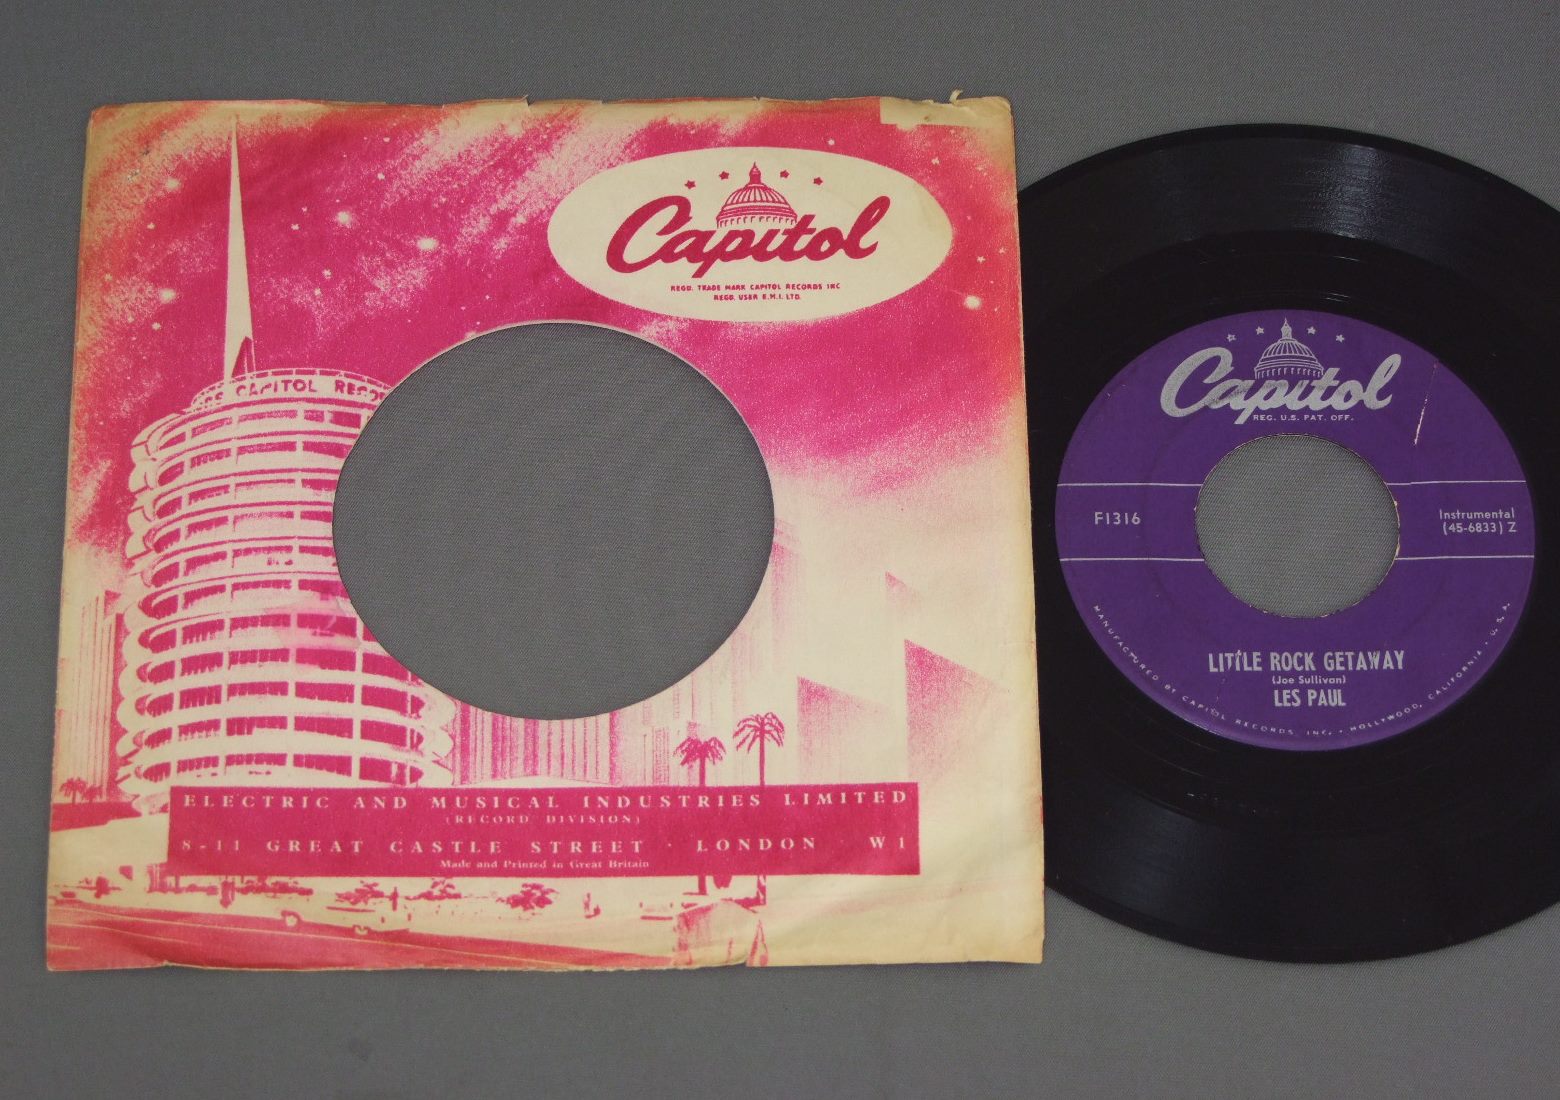 Capitol
REGD. TRADE MARK CAPITOL RECORDS INC
REGD. USER E.M.I. LTD.
CAPITOL RECO
ELECTRIC AND MUSICAL INDUSTRIES LIMITED
(RECORD DIVISION)
8-11 GREAT CASTLE STREET · LONDON W1
Made and Printed in Great Britain
Capitol
REG. U.S. PAT. OFF.
F1316
Instrumental
(45-6833) Z
LITTLE ROCK GETAWAY
(Joe Sullivan)
LES PAUL
MANUFACTURED BY CAPITOL RECORDS, INC. · HOLLYWOOD, CALIFORNIA · U.S.A.